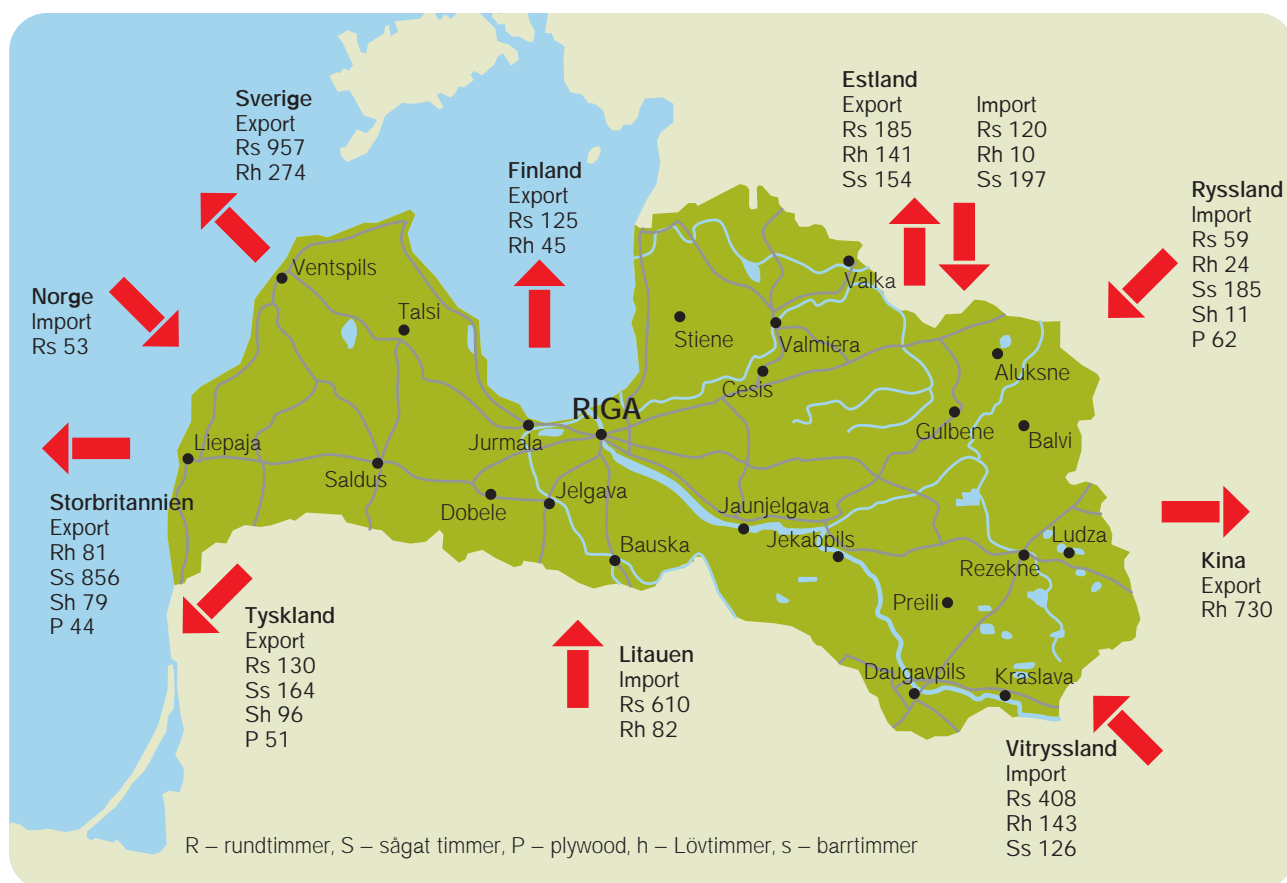 Sverige
Export
Rs 957
Rh 274
Finland
Export
Rs 125
Rh 45
Estland
Export
Rs 185
Rh 141
Ss 154
Import
Rs 120
Rh 10
Ss 197
Ryssland
Import
Rs 59
Rh 24
Ss 185
Sh 11
P 62
Norge
Import
Rs 53
Ventspils
Talsi
Stiene
Valka
Valmiera
Cesis
Aluksne
Gulbene
Balvi
RIGA
Jurmala
Liepaja
Saldus
Dobele
Jelgava
Bauska
Jaunjelgava
Jekabpils
Rezekne
Ludza
Preili
Daugavpils
Kraslava
Storbritannien
Export
Rh 81
Ss 856
Sh 79
P 44
Tyskland
Export
Rs 130
Ss 164
Sh 96
P 51
Litauen
Import
Rs 610
Rh 82
Kina
Export
Rh 730
Vitryssland
Import
Rs 408
Rh 143
Ss 126
R – rundtimmer, S – sågat timmer, P – plywood, h – Lövtimmer, s – barrtimmer